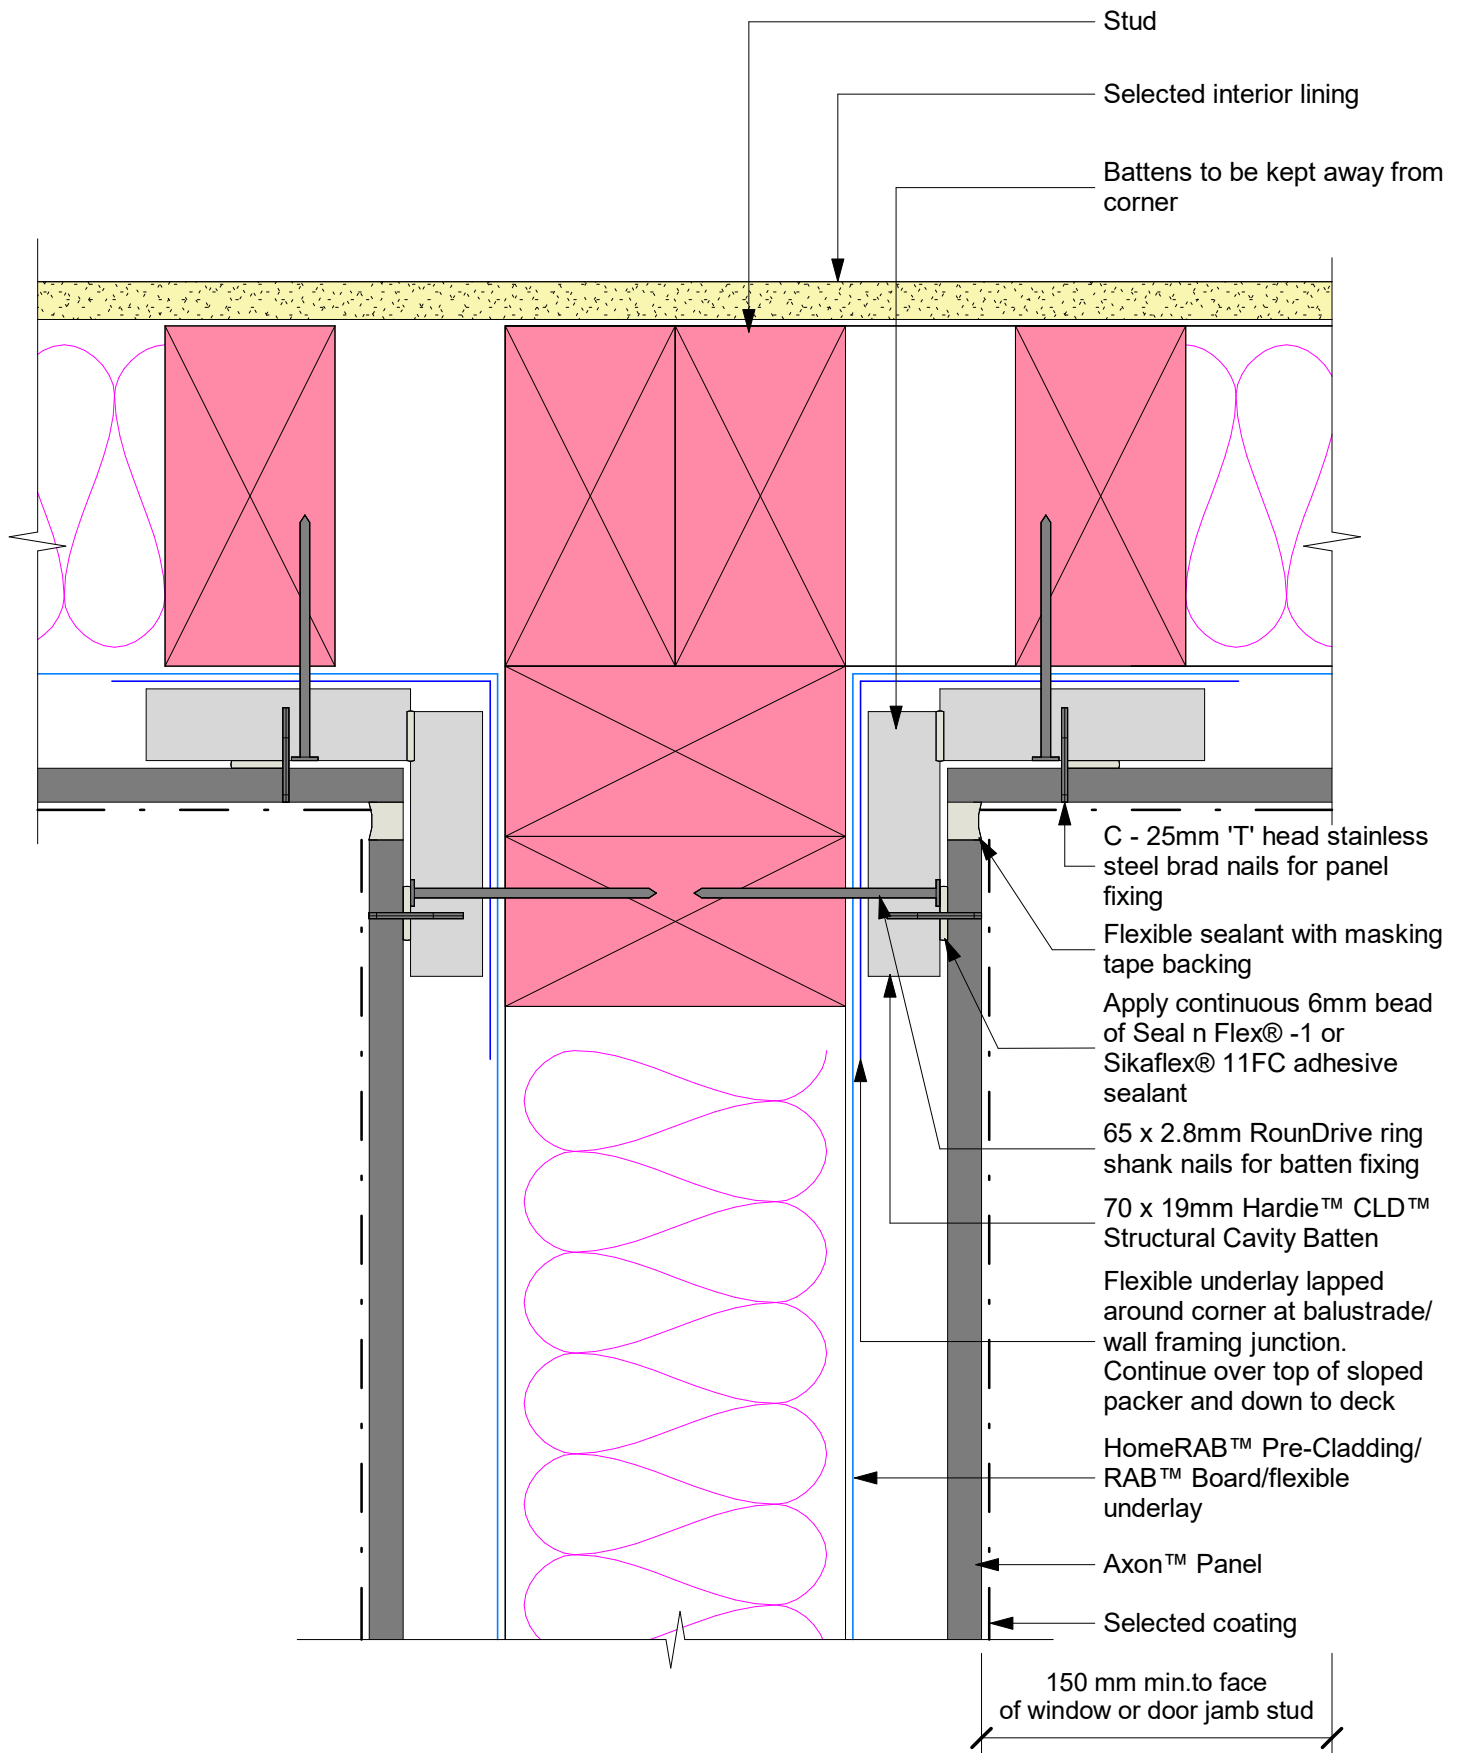 Stud
Selected interior lining
Battens to be kept away from
corner
C - 25mm 'T' head stainless
steel brad nails for panel
fixing
Flexible sealant with masking
tape backing
Apply continuous 6mm bead
of Seal n Flex® -1 or
Sikaflex® 11FC adhesive
sealant
65 x 2.8mm RounDrive ring
shank nails for batten fixing
70 x 19mm Hardie™ CLD™
Structural Cavity Batten
Flexible underlay lapped
around corner at balustrade/
wall framing junction.
Continue over top of sloped
packer and down to deck
HomeRAB™ Pre-Cladding/
RAB™ Board/flexible
underlay
Axon™ Panel
Selected coating
150 mm min.to face
of window or door jamb stud